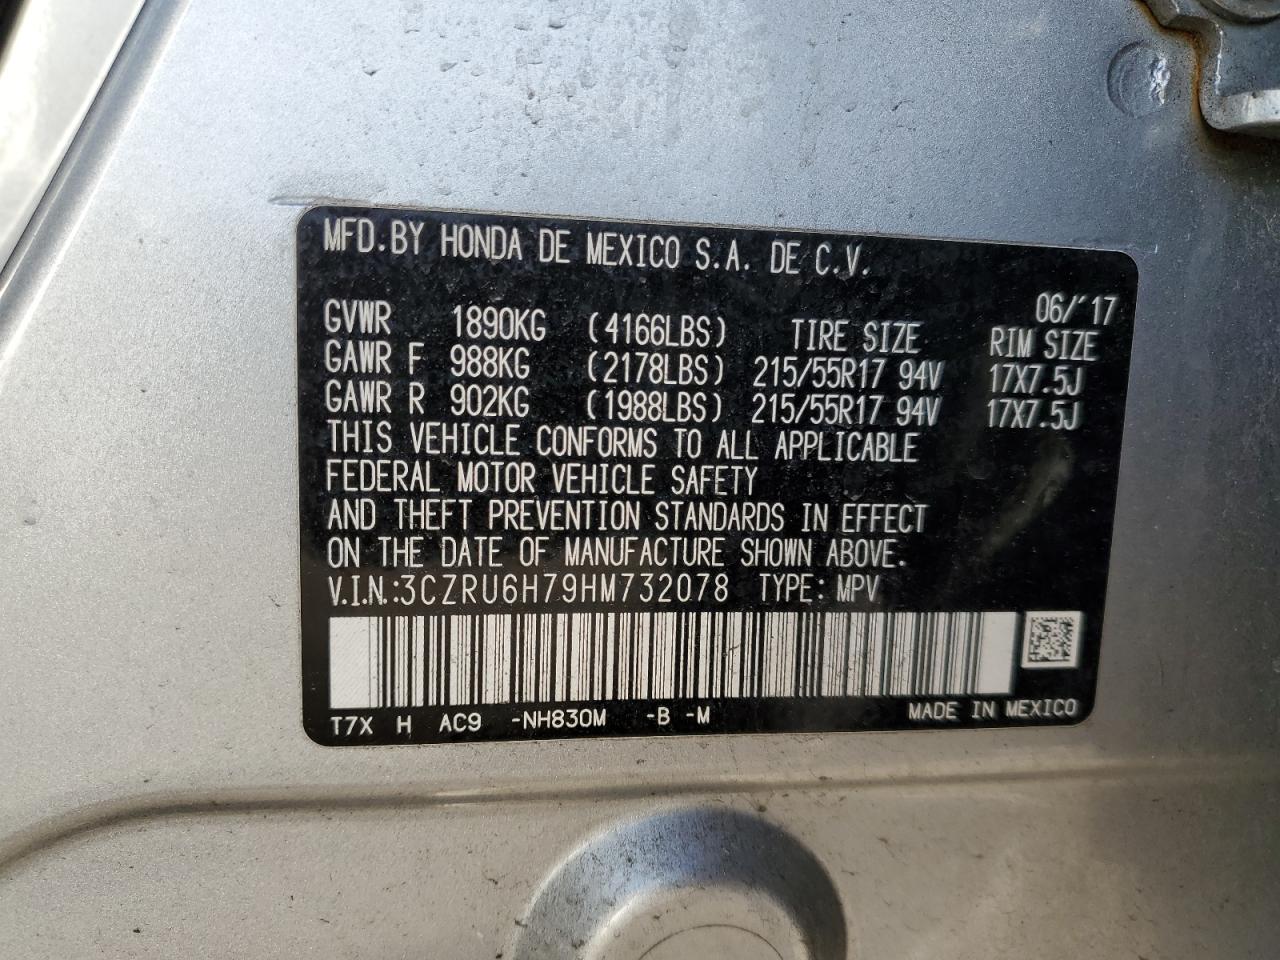 MFD.BY HONDA DE MEXICO S.A. DE C.V.
06/'17
GVWR 1890KG (4166LBS) TIRE SIZE RIM SIZE
GAWR F 988KG (2178LBS) 215/55R17 94V 17X7.5J
GAWR R 902KG (1988LBS) 215/55R17 94V 17X7.5J
THIS VEHICLE CONFORMS TO ALL APPLICABLE
FEDERAL MOTOR VEHICLE SAFETY
AND THEFT PREVENTION STANDARDS IN EFFECT
ON THE DATE OF MANUFACTURE SHOWN ABOVE.
V.I.N.:3CZRU6H79HM732078 TYPE: MPV
T7X H AC9 -NH830M -B -M MADE IN MEXICO